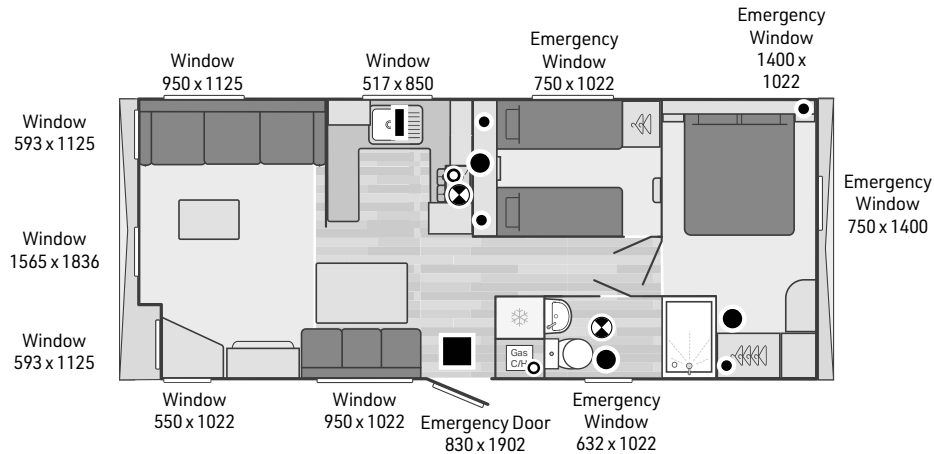 Emergency
Window
1400 x
1022
Emergency
Window
750 x 1022
Window
950 x 1125
Window
517 x 850
Window
593 x 1125
Emergency
Window
750 x 1400
Window
1565 x 1836
Window
593 x 1125
Gas
C/H
Window
550 x 1022
Window
950 x 1022
Emergency Door
830 x 1902
Emergency
Window
632 x 1022